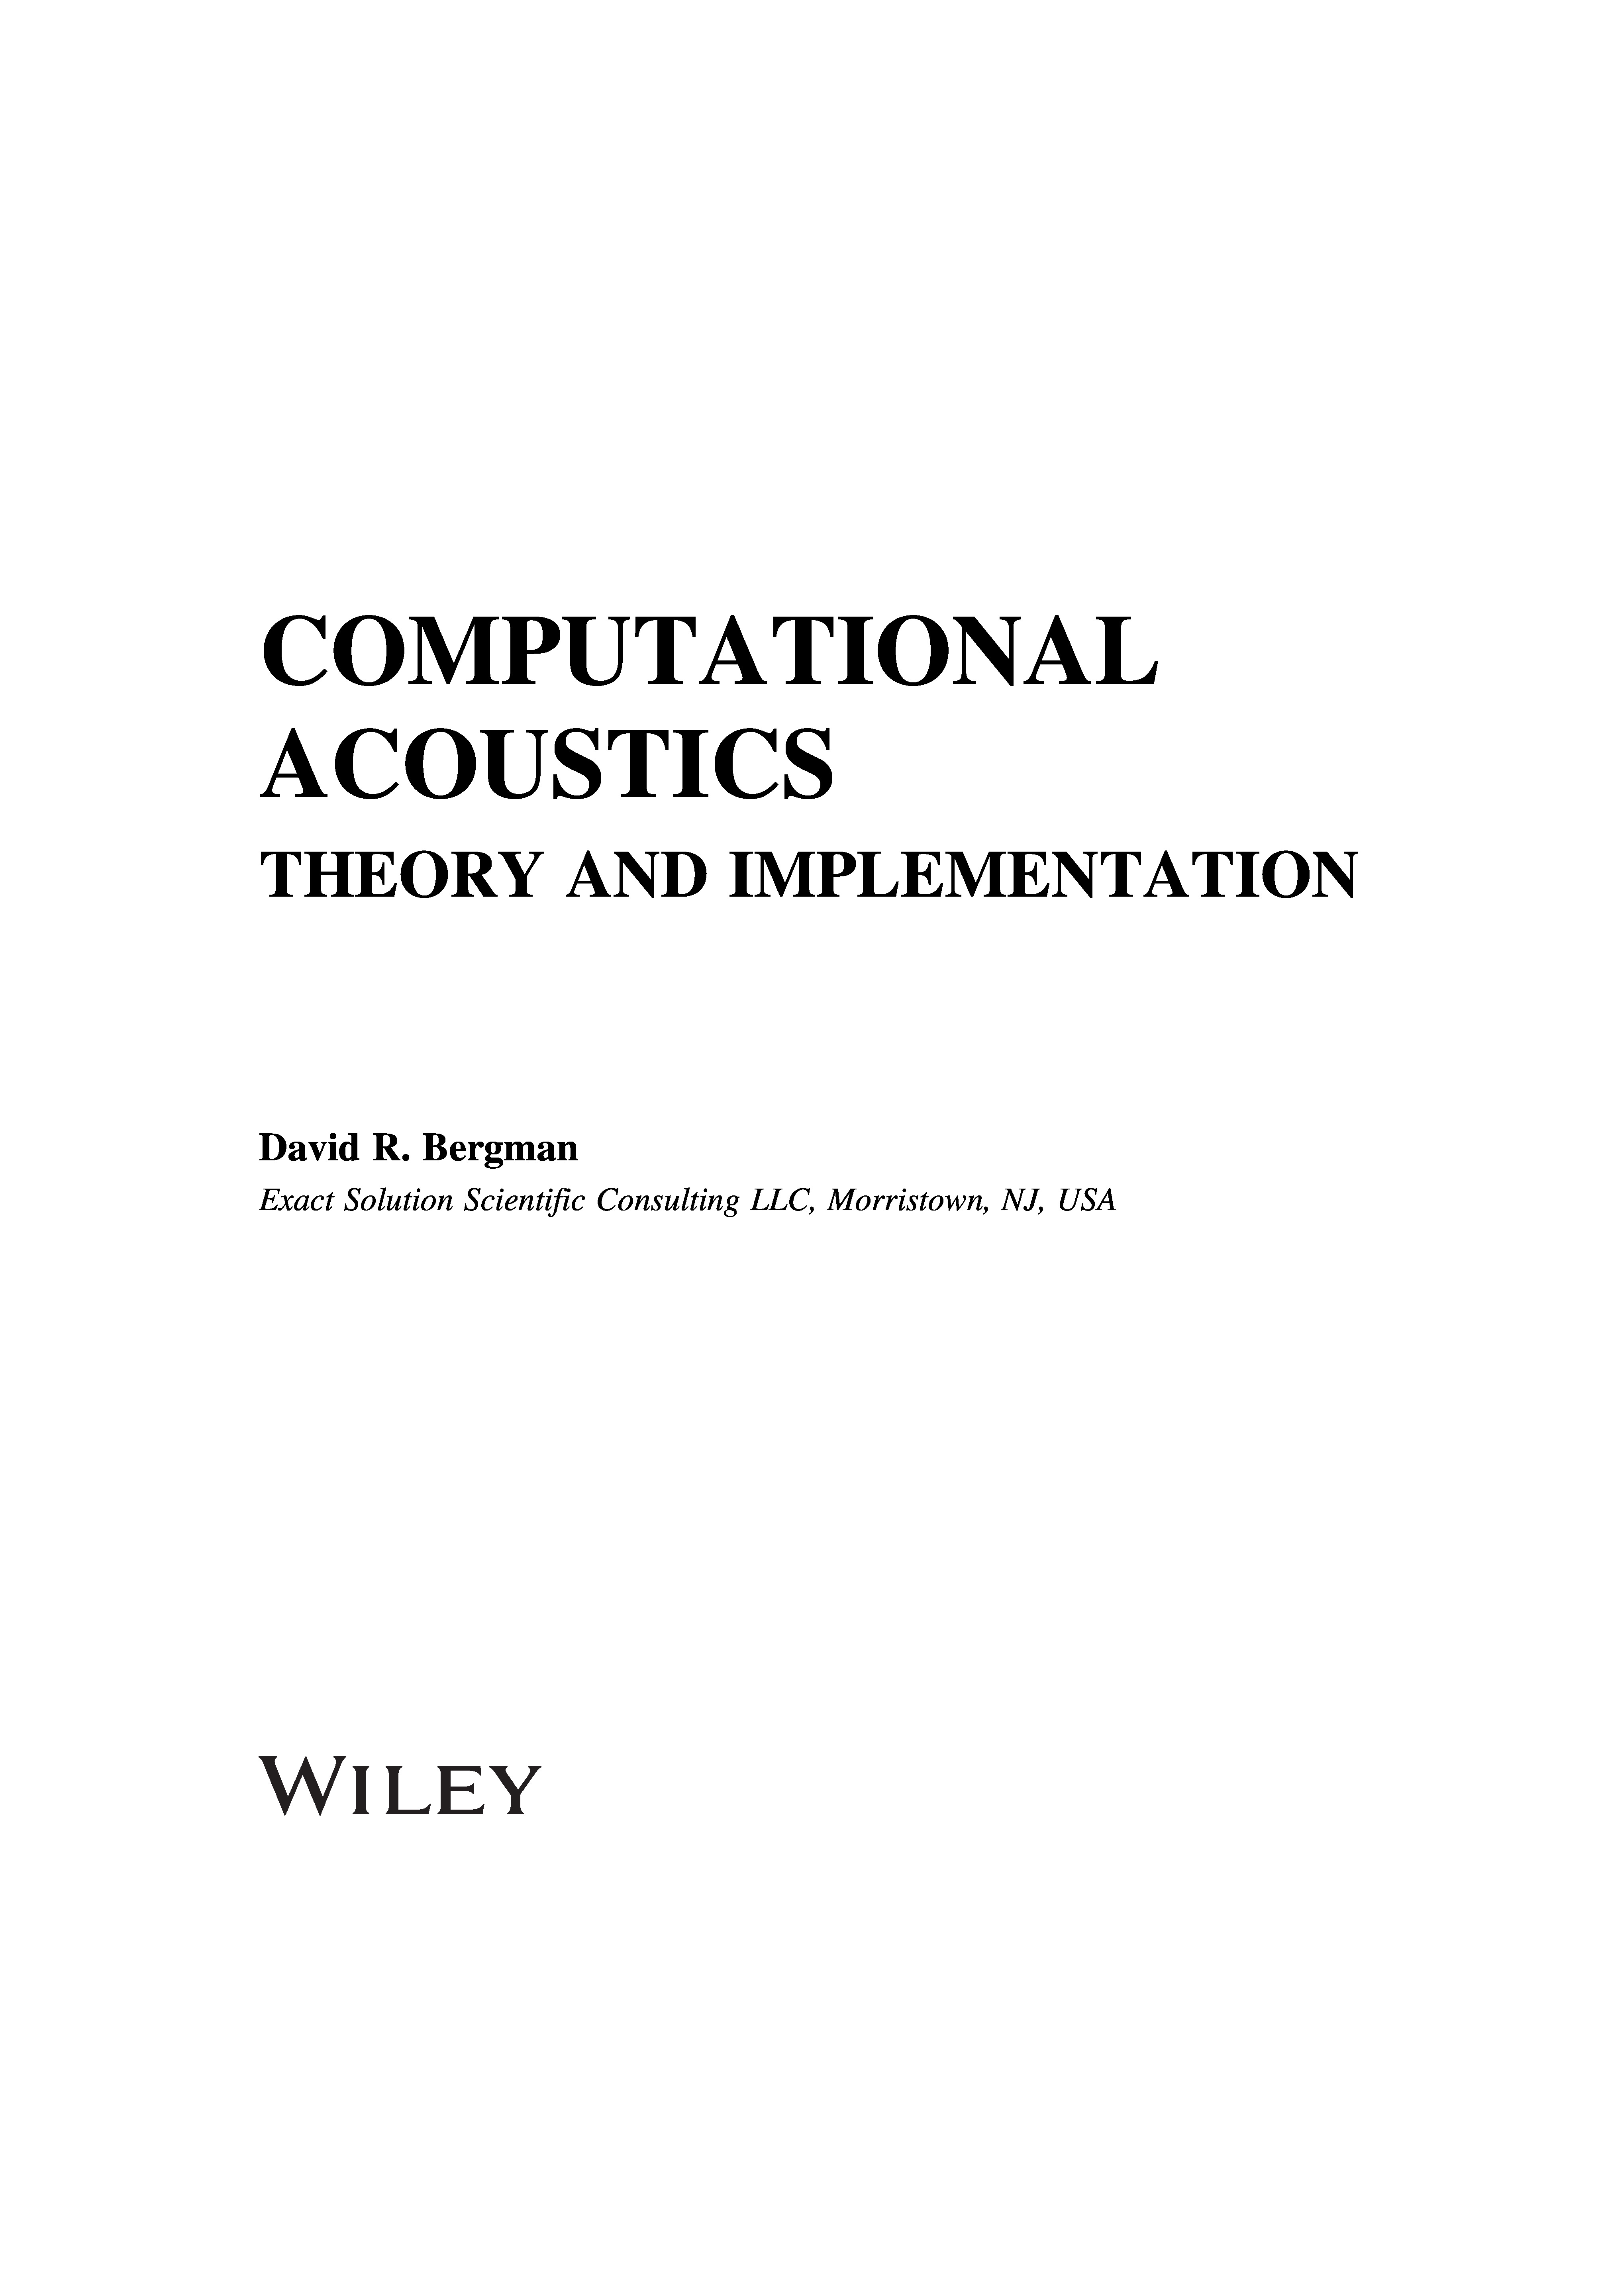 COMPUTATIONAL
ACOUSTICS
THEORY AND IMPLEMENTATION
David R. Bergman
Exact Solution Scientific Consulting LLC, Morristown, NJ, USA
WILEY